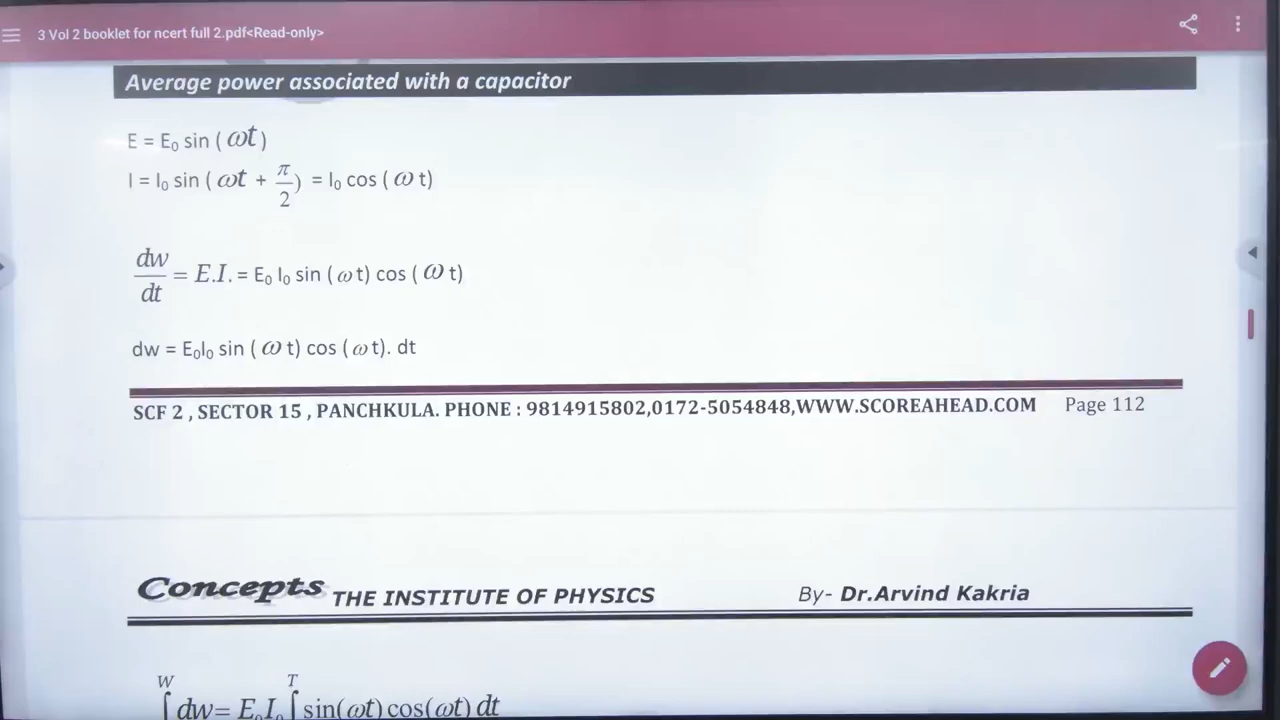 3 Vol 2 booklet for ncert full 2.pdf<Read-only>
Average power associated with a capacitor
E = E₀ sin ( ωt )
I = I₀ sin ( ωt + π/2 ) = I₀ cos ( ω t)
dw/dt = E.I. = E₀ I₀ sin ( ω t) cos ( ω t)
dw = E₀I₀ sin ( ω t) cos ( ω t). dt
SCF 2 , SECTOR 15 , PANCHKULA. PHONE : 9814915802,0172-5054848,WWW.SCOREAHEAD.COM Page 112
Concepts THE INSTITUTE OF PHYSICS By- Dr.Arvind Kakria
W T
∫ dw= E₀I₀ ∫ sin(ωt) cos(ωt) dt